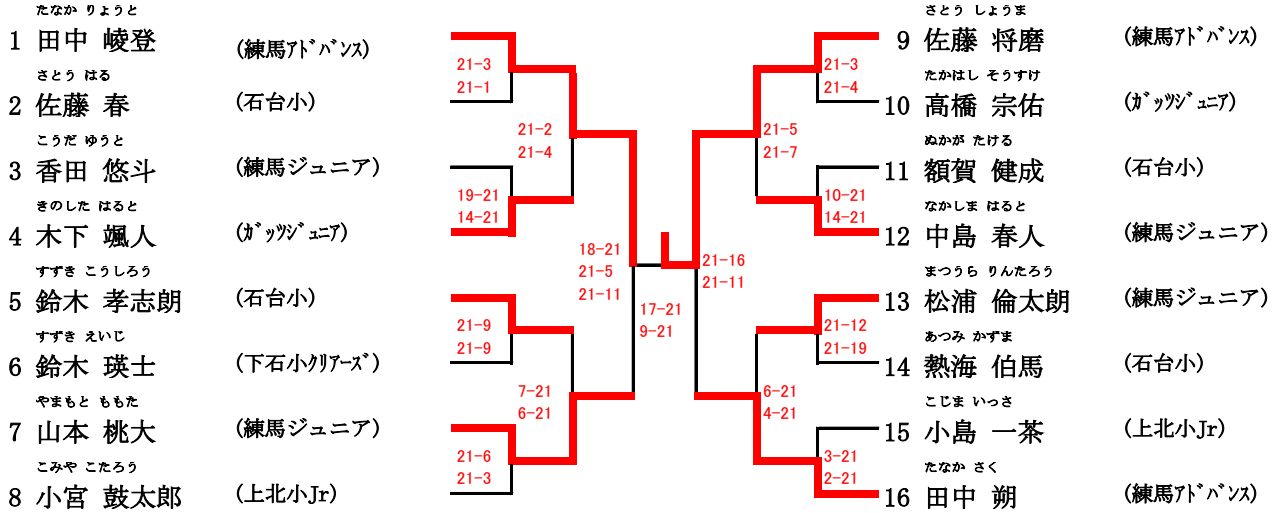 たなか りょうと
1 田中 崚登 (練馬ｱﾄﾞﾊﾞﾝｽ)
さとう はる
2 佐藤 春 (石台小)
こうだ ゆうと
3 香田 悠斗 (練馬ジュニア)
きのした はると
4 木下 颯人 (ｶﾞｯﾂｼﾞｭﾆｱ)
すずき こうしろう
5 鈴木 孝志朗 (石台小)
すずき えいじ
6 鈴木 瑛士 (下石小ｸﾘｱｰｽﾞ)
やまもと ももた
7 山本 桃大 (練馬ジュニア)
こみや こたろう
8 小宮 鼓太郎 (上北小Jr)
21-3
21-1
21-2
21-4
19-21
14-21
18-21
21-5
21-11
21-9
21-9
7-21
6-21
21-6
21-3
17-21
9-21
21-16
21-11
21-3
21-4
21-5
21-7
10-21
14-21
21-12
21-19
6-21
4-21
3-21
2-21
さとう しょうま
9 佐藤 将磨 (練馬ｱﾄﾞﾊﾞﾝｽ)
たかはし そうすけ
10 髙橋 宗佑 (ｶﾞｯﾂｼﾞｭﾆｱ)
ぬかが たける
11 額賀 健成 (石台小)
なかしま はると
12 中島 春人 (練馬ジュニア)
まつうら りんたろう
13 松浦 倫太朗 (練馬ジュニア)
あつみ かずま
14 熱海 伯馬 (石台小)
こじま いっさ
15 小島 一茶 (上北小Jr)
たなか さく
16 田中 朔 (練馬ｱﾄﾞﾊﾞﾝｽ)